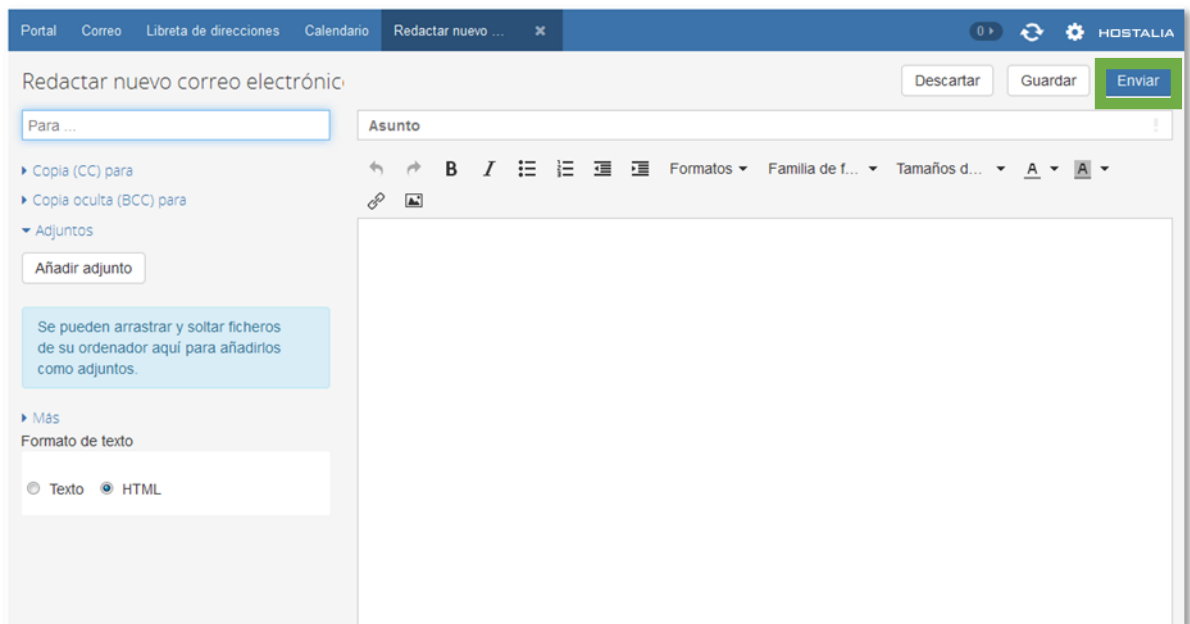 Portal Correo Libreta de direcciones Calendario Redactar nuevo ... 0 HOSTALIA
Redactar nuevo correo electrónic Descartar Guardar Enviar
Para ... Asunto
Copia (CC) para
B I Formatos Familia de f... Tamaños d... A A
Copia oculta (BCC) para
Adjuntos
Añadir adjunto
Se pueden arrastrar y soltar ficheros
de su ordenador aquí para añadirlos
como adjuntos.
Más
Formato de texto
Texto HTML